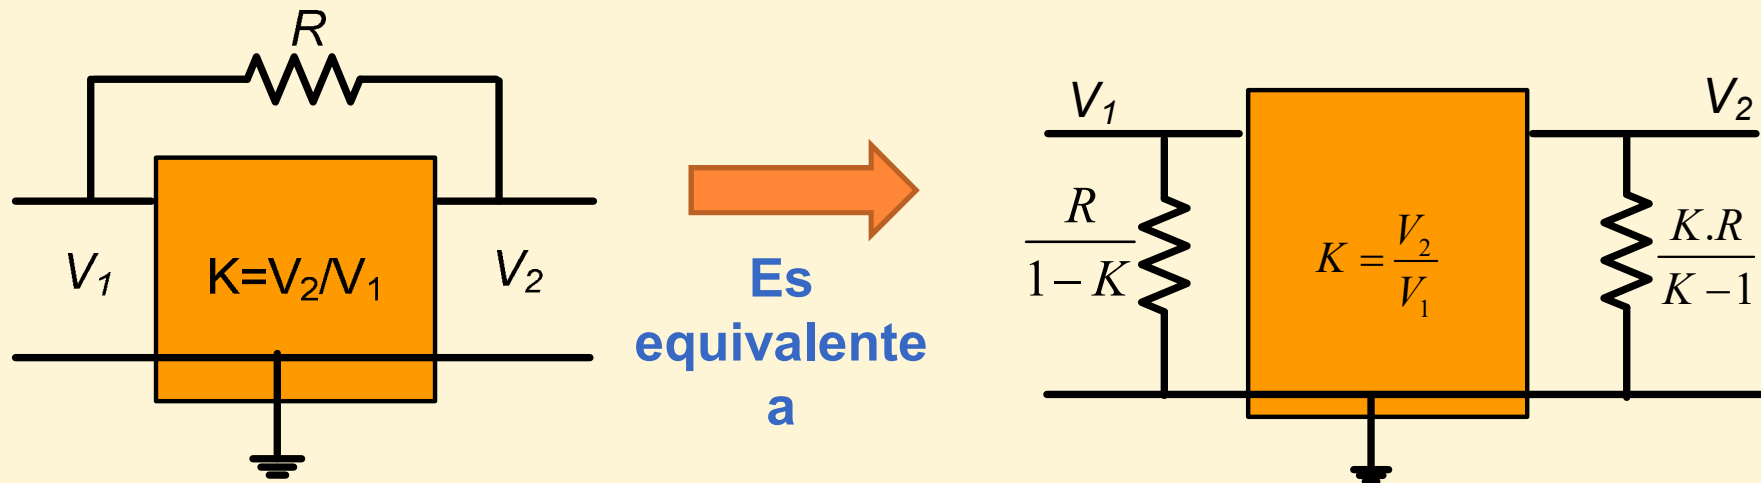 R
V₁
K=V₂/V₁
V₂
Es
equivalente
a
V₁
V₂
R
1 − K
K = V₂
V₁
K.R
K − 1